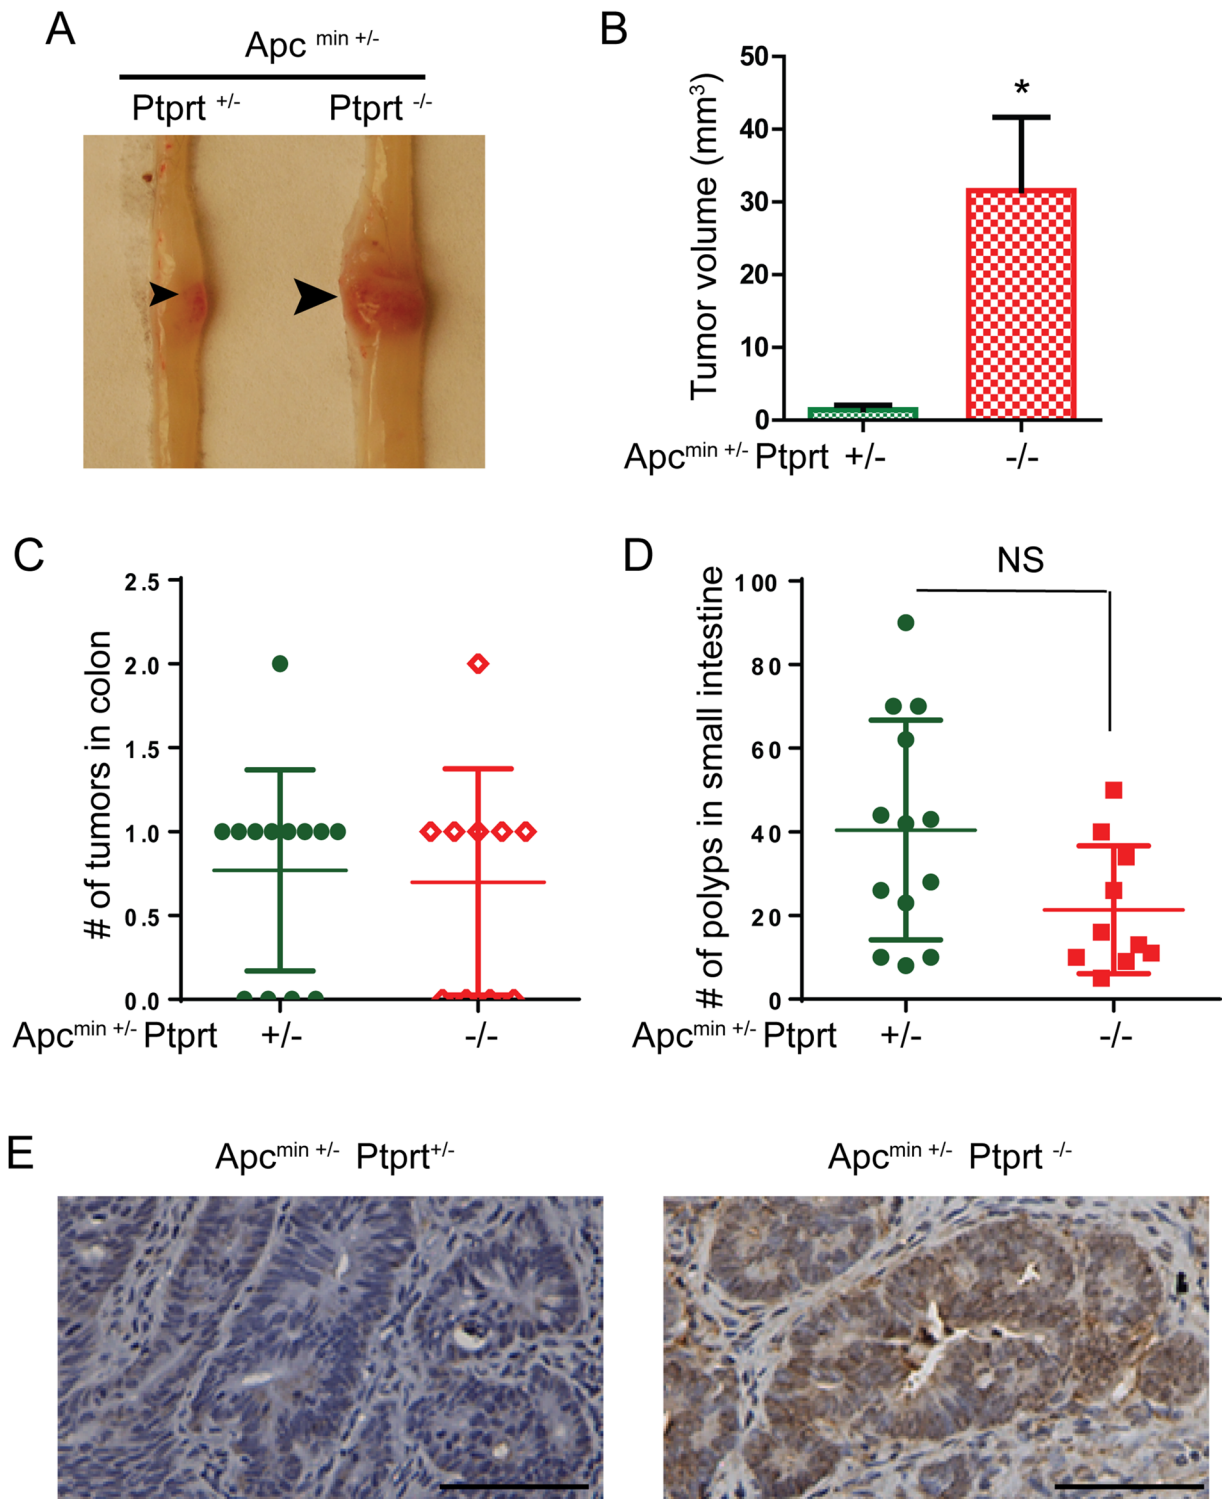 A
Apc min +/-
Ptprt +/-
Ptprt -/-
B
Tumor volume (mm3)
50
40
30
20
10
0
*
Apcmin +/- Ptprt +/- -/-
C
# of tumors in colon
2.5
2.0
1.5
1.0
0.5
0.0
Apcmin +/- Ptprt +/- -/-
D
# of polyps in small intestine
100
80
60
40
20
0
NS
Apcmin +/- Ptprt +/- -/-
E
Apcmin +/- Ptprt+/-
Apcmin +/- Ptprt -/-